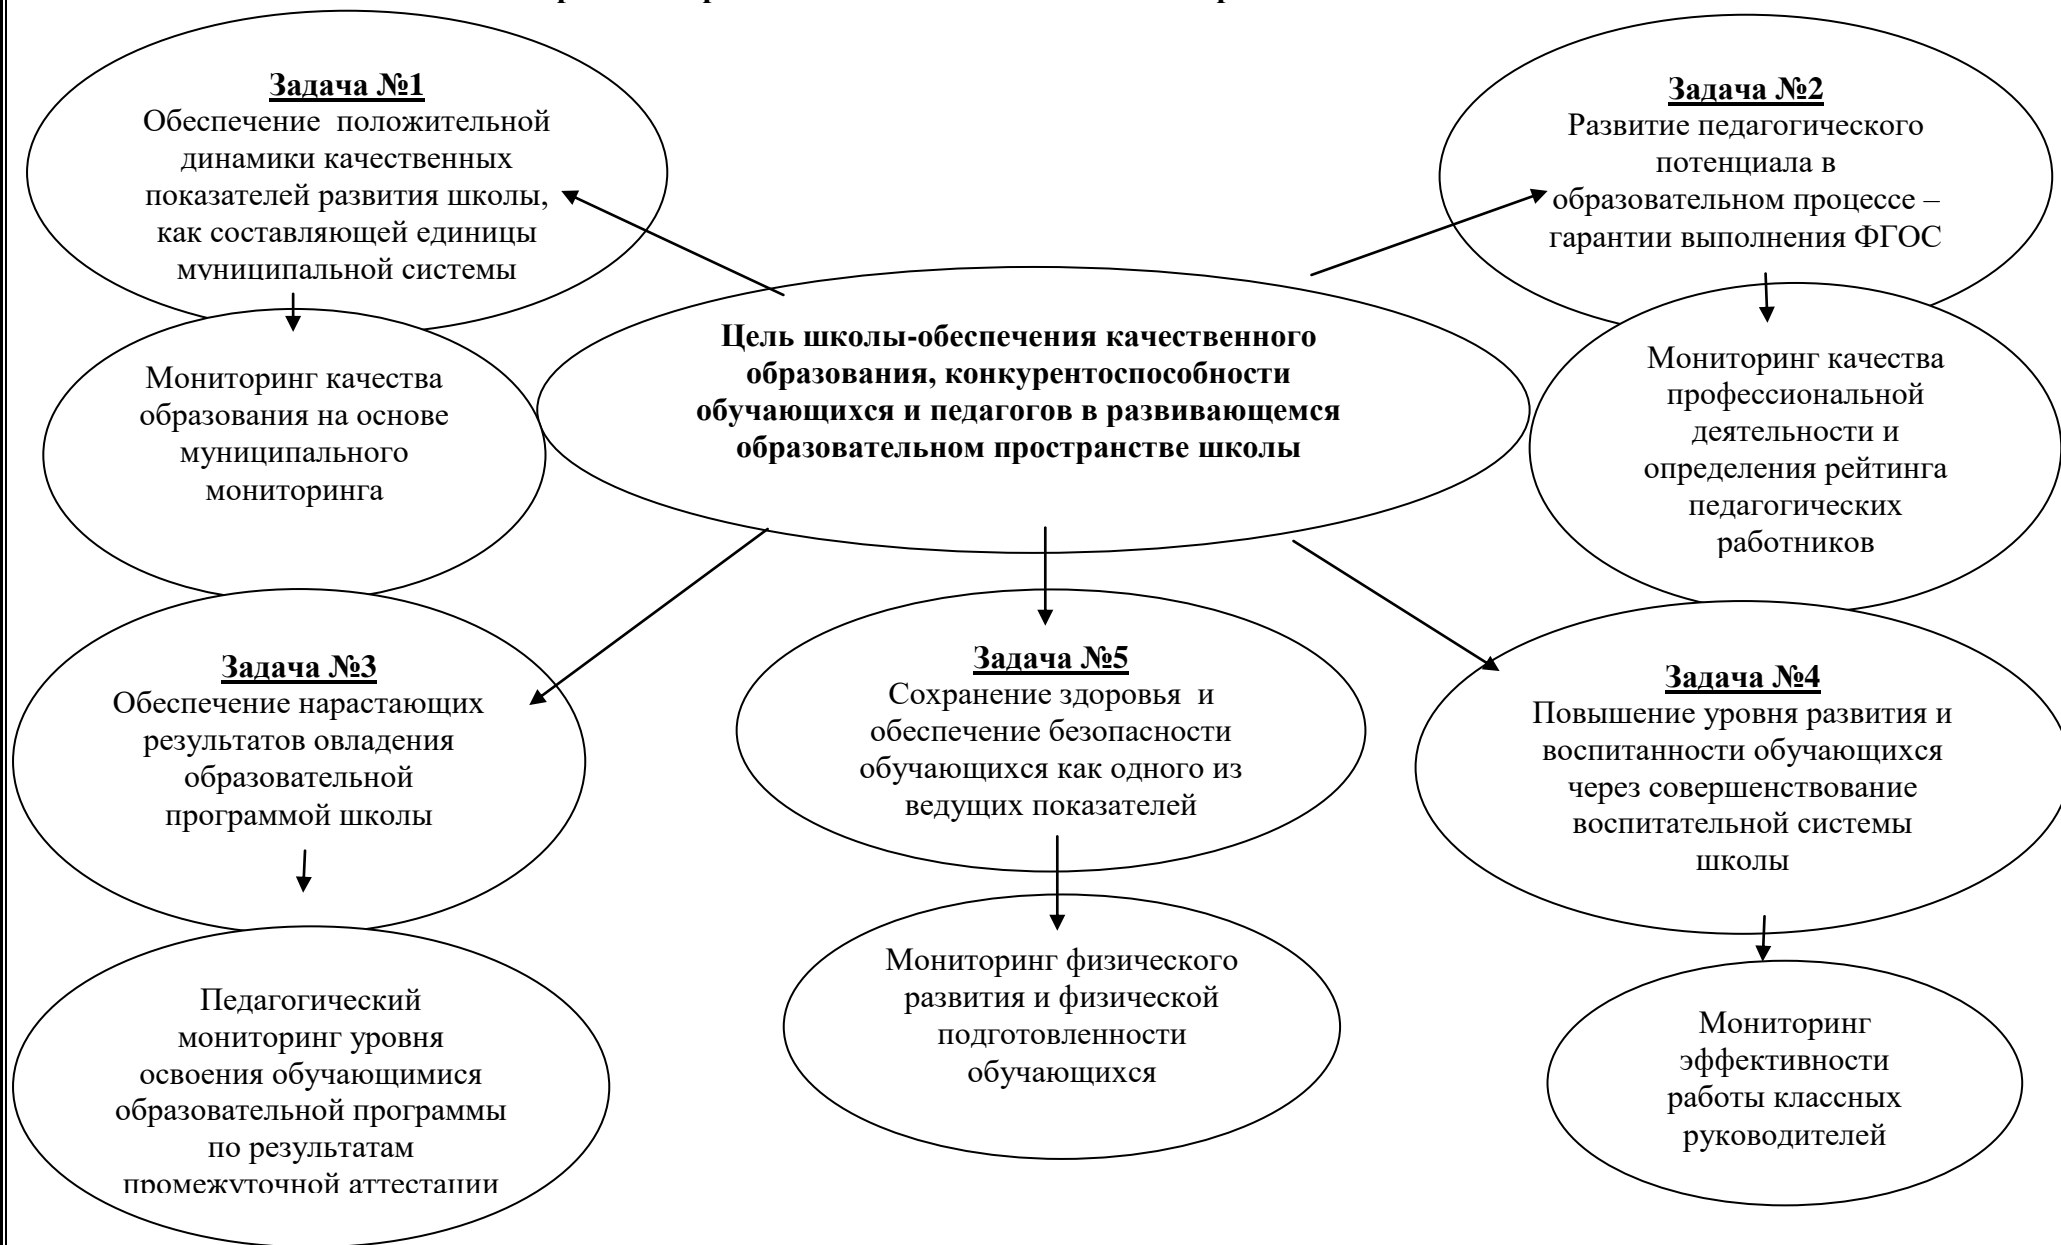 Задача №1
Обеспечение положительной
динамики качественных
показателей развития школы,
как составляющей единицы
муниципальной системы
Задача №2
Развитие педагогического
потенциала в
образовательном процессе –
гарантии выполнения ФГОС
Цель школы-обеспечения качественного
образования, конкурентоспособности
обучающихся и педагогов в развивающемся
образовательном пространстве школы
Мониторинг качества
образования на основе
муниципального
мониторинга
Мониторинг качества
профессиональной
деятельности и
определения рейтинга
педагогических
работников
Задача №3
Обеспечение нарастающих
результатов овладения
образовательной
программой школы
Задача №5
Сохранение здоровья и
обеспечение безопасности
обучающихся как одного из
ведущих показателей
Задача №4
Повышение уровня развития и
воспитанности обучающихся
через совершенствование
воспитательной системы
школы
Педагогический
мониторинг уровня
освоения обучающимися
образовательной программы
по результатам
промежуточной аттестации
Мониторинг физического
развития и физической
подготовленности
обучающихся
Мониторинг
эффективности
работы классных
руководителей